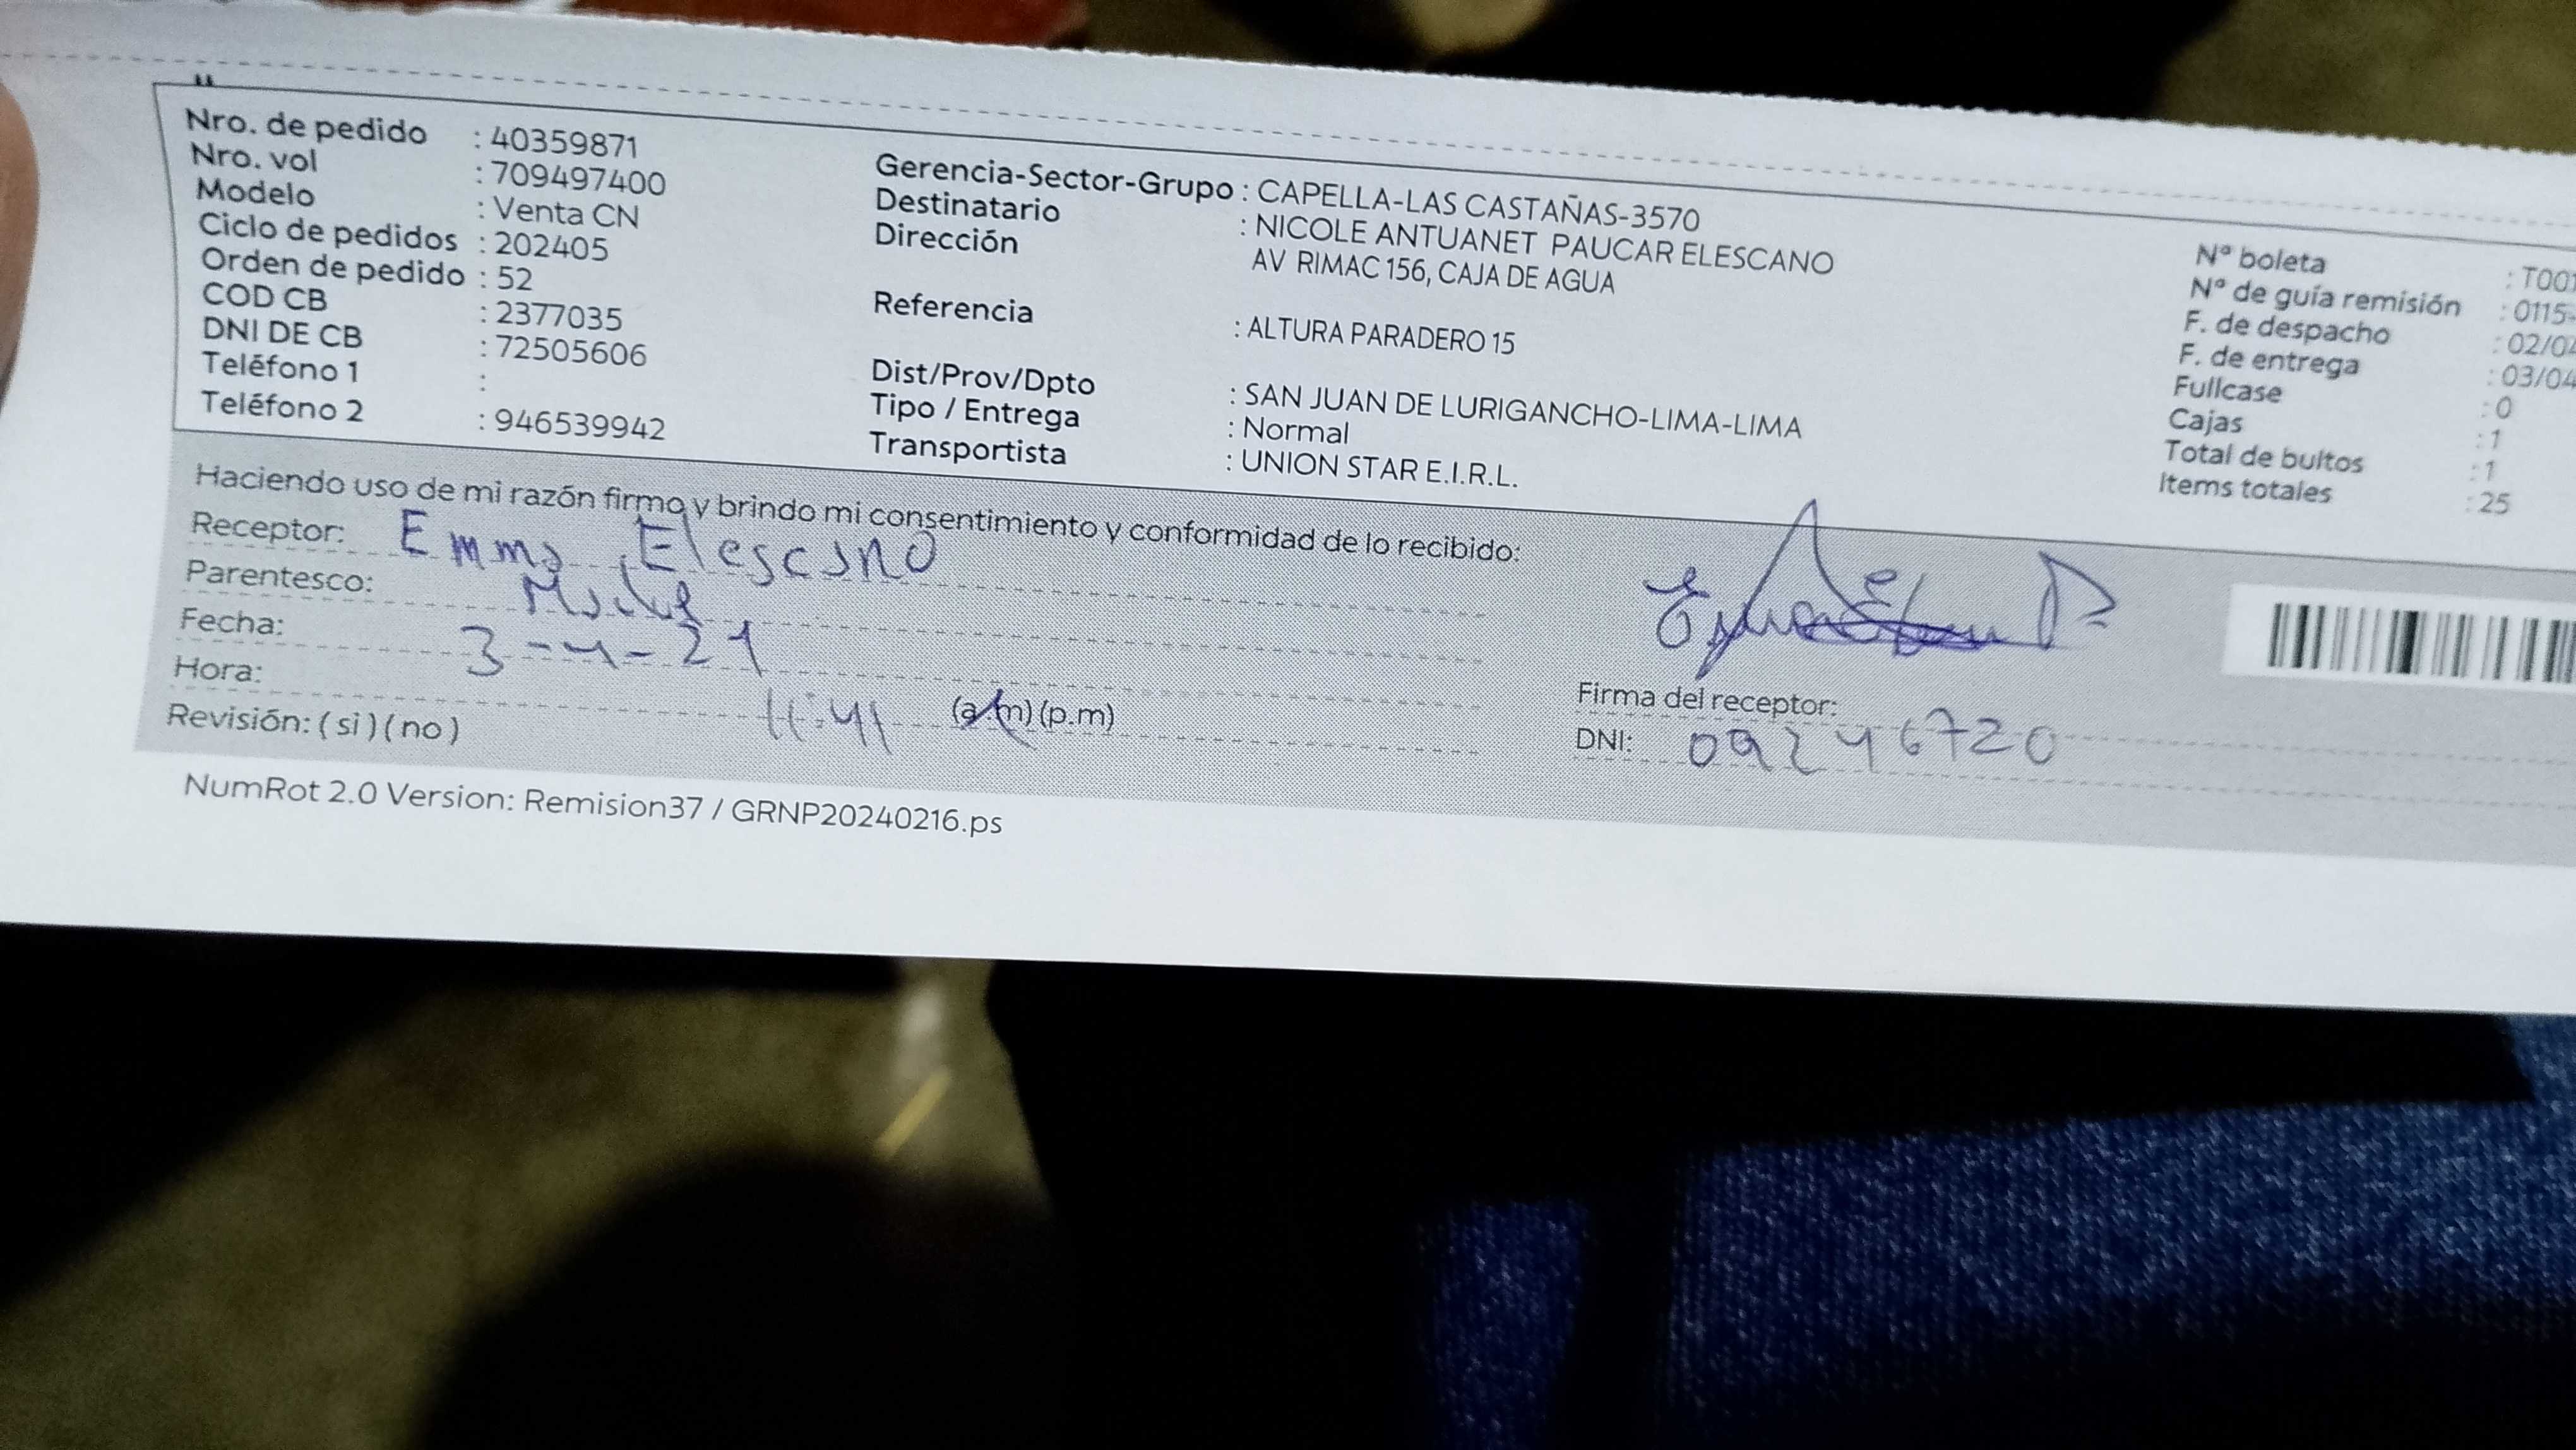 Nro. de pedido : 40359871
Nro. vol : 709497400
Modelo : Venta CN
Ciclo de pedidos : 202405
Orden de pedido : 52
COD CB : 2377035
DNI DE CB : 72505606
Teléfono 1 :
Teléfono 2 : 946539942
Gerencia-Sector-Grupo : CAPELLA-LAS CASTAÑAS-3570
Destinatario : NICOLE ANTUANET PAUCAR ELESCANO
Dirección AV RIMAC 156, CAJA DE AGUA
Referencia : ALTURA PARADERO 15
Dist/Prov/Dpto : SAN JUAN DE LURIGANCHO-LIMA-LIMA
Tipo / Entrega : Normal
Transportista : UNION STAR E.I.R.L.
Nº boleta : T001
Nº de guía remisión : 0115-
F. de despacho : 02/04
F. de entrega : 03/04
Fullcase : 0
Cajas : 1
Total de bultos : 1
Items totales : 25
Haciendo uso de mi razón firmo y brindo mi consentimiento y conformidad de lo recibido:
Receptor: Emma Elescano
Parentesco:
Fecha: 3-4-
Hora: 11:41 (a.m) (p.m)
Revisión: ( si ) ( no )
Firma del receptor:
DNI: 09246720
NumRot 2.0 Version: Remision37 / GRNP20240216.ps